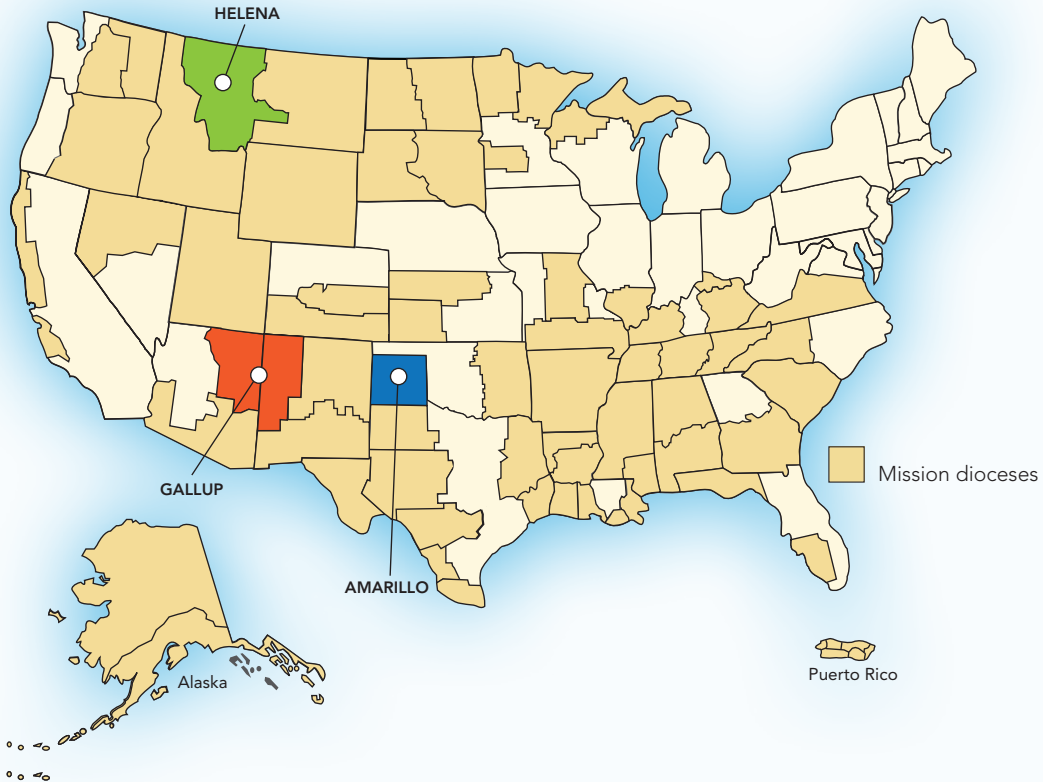 HELENA
GALLUP
Mission dioceses
AMARILLO
Alaska
Puerto Rico